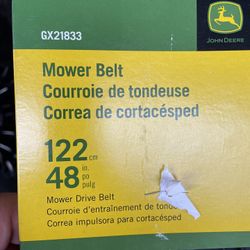 GX21833
JOHN DEERE
Mower Belt
Courroie de tondeuse
Correa de cortacésped
122 cm
48 in.
po
pulg
Mower Drive Belt
Courroie d'entraînement de tondeuse
Correa impulsora para cortacésped